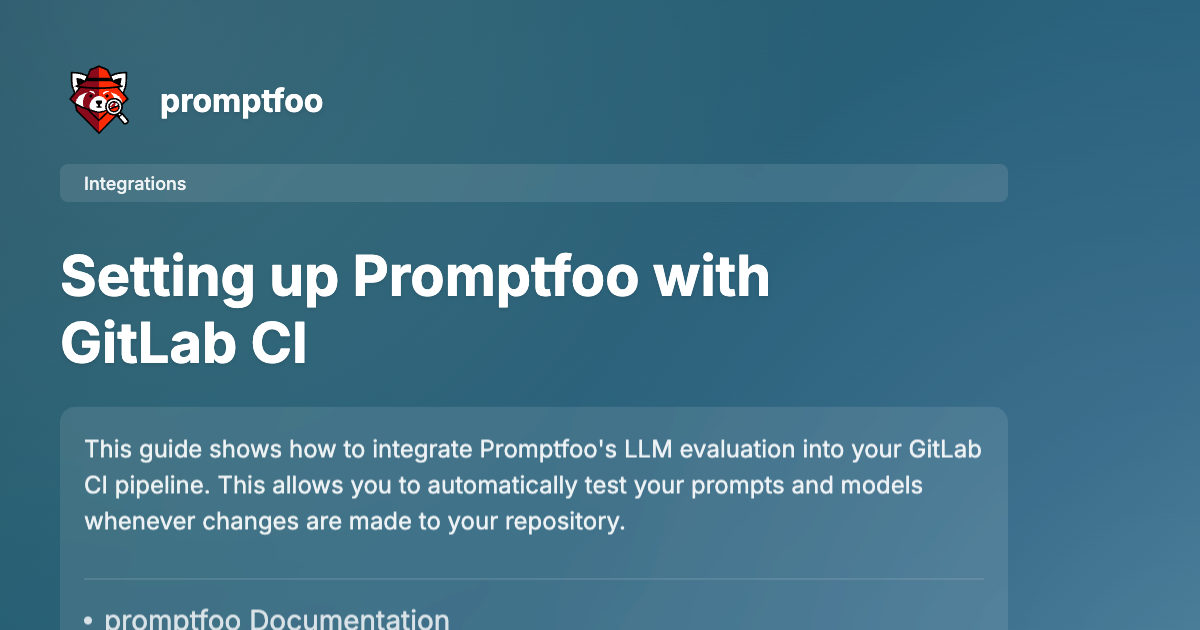 promptfoo
Integrations
Setting up Promptfoo with
GitLab CI
This guide shows how to integrate Promptfoo's LLM evaluation into your GitLab
CI pipeline. This allows you to automatically test your prompts and models
whenever changes are made to your repository.
• promptfoo Documentation